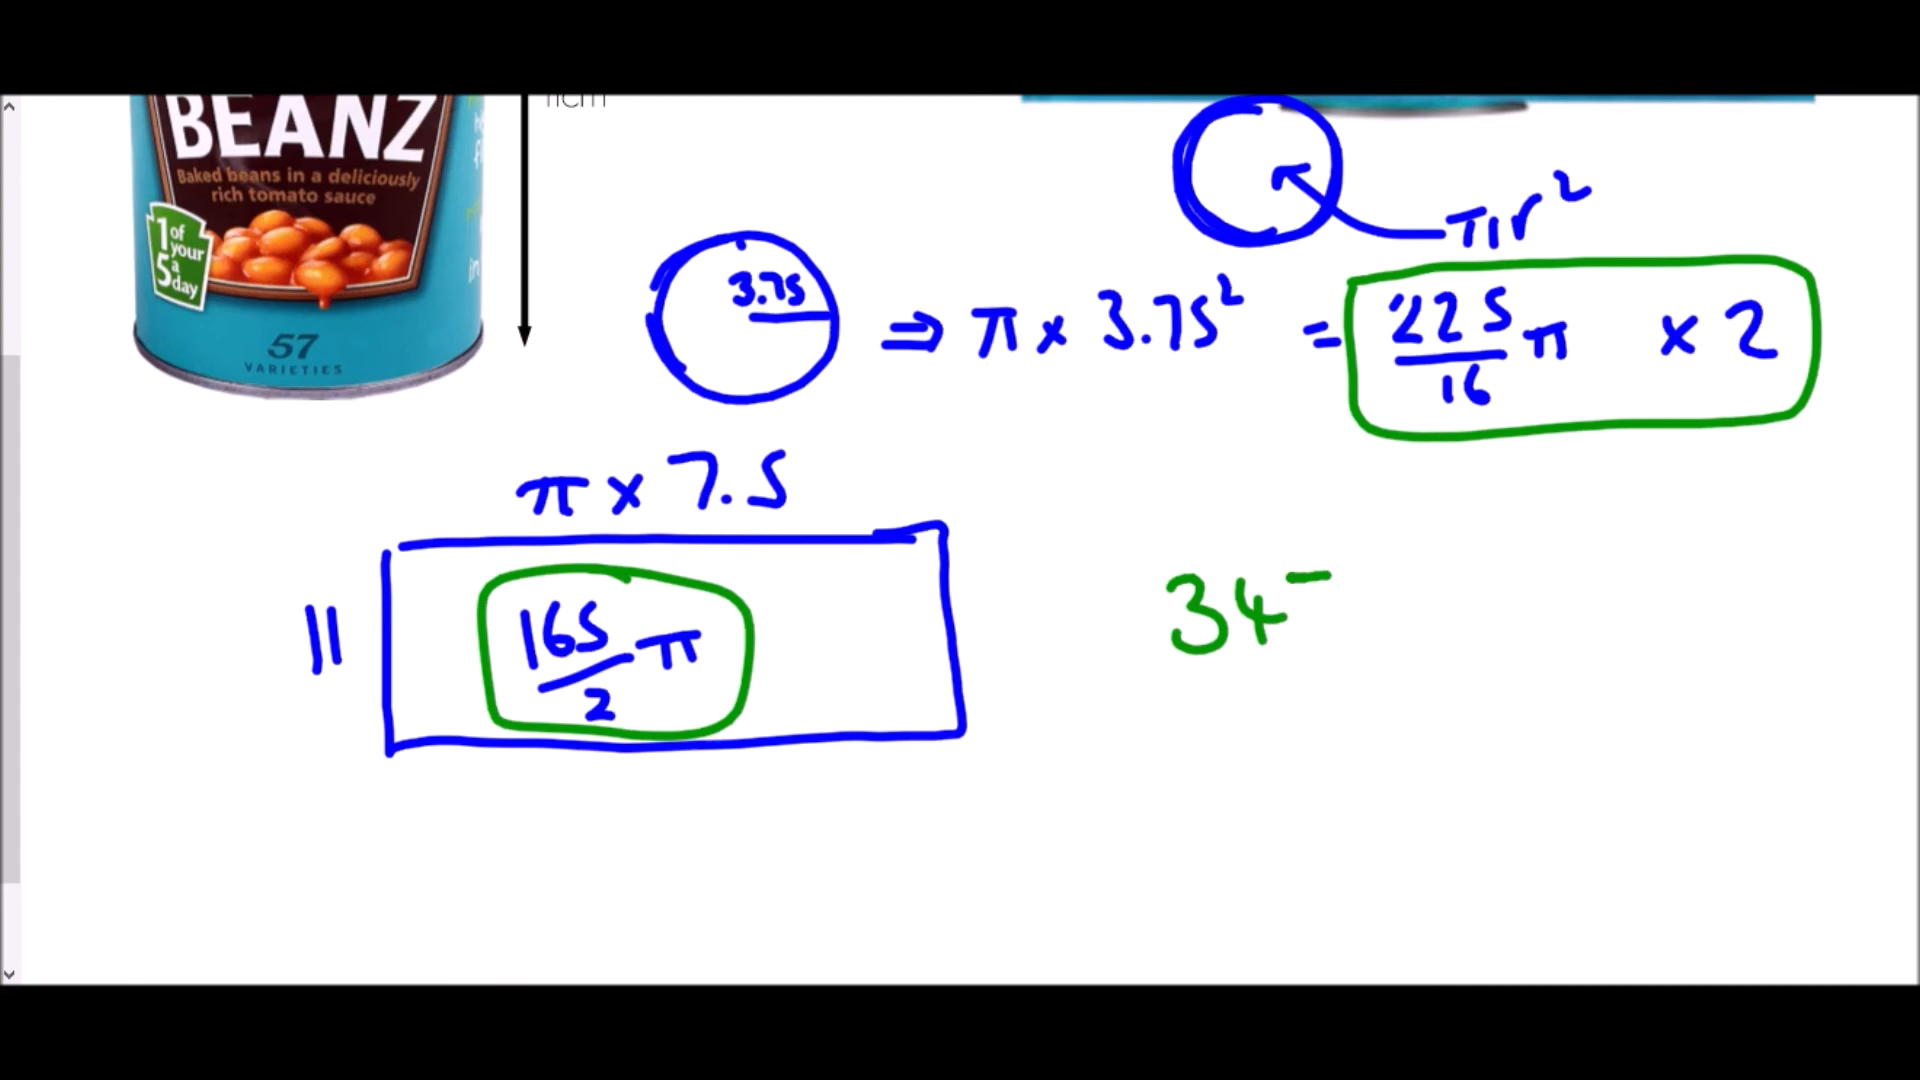 BEANZ
Baked beans in a deliciously
rich tomato sauce
1 of
your
5 a
day
57
VARIETIES
πr²
3.75
⇒ π × 3.75² = 225/16 π × 2
π × 7.5
11
165/2 π
34